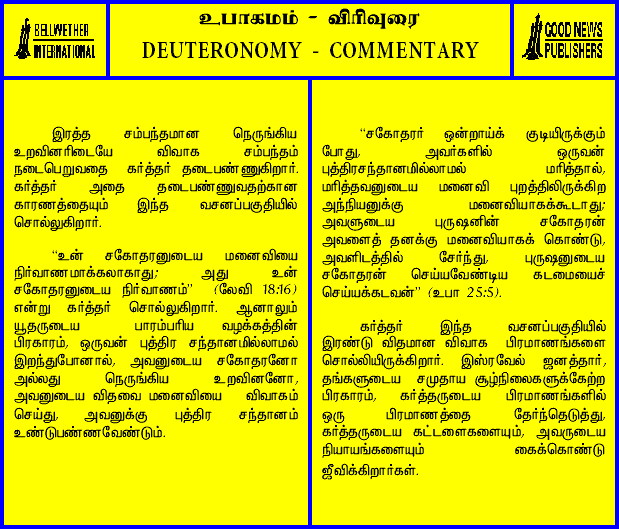 BELLWETHER
INTERNATIONAL
உபாகமம் - விரிவுரை
DEUTERONOMY - COMMENTARY
GOOD NEWS
PUBLISHERS
இரத்த சம்பந்தமான நெருங்கிய
உறவினரிடையே விவாக சம்பந்தம்
நடைபெறுவதை கர்த்தர் தடைபண்ணுகிறார்.
கர்த்தர் அதை தடைபண்ணுவதற்கான
காரணத்தையும் இந்த வசனப்பகுதியில்
சொல்லுகிறார்.
“உன் சகோதரனுடைய மனைவியை
நிர்வாணமாக்கலாகாது; அது உன்
சகோதரனுடைய நிர்வாணம்” (லேவி 18:16)
என்று கர்த்தர் சொல்லுகிறார். ஆனாலும்
யூதருடைய பாரம்பரிய வழக்கத்தின்
பிரகாரம், ஒருவன் புத்திர சந்தானமில்லாமல்
இறந்துபோனால், அவனுடைய சகோதரனோ
அல்லது நெருங்கிய உறவினனோ,
அவனுடைய விதவை மனைவியை விவாகம்
செய்து, அவனுக்கு புத்திர சந்தானம்
உண்டுபண்ணவேண்டும்.
“சகோதரர் ஒன்றாய்க் குடியிருக்கும்
போது, அவர்களில் ஒருவன்
புத்திரசந்தானமில்லாமல் மரித்தால்,
மரித்தவனுடைய மனைவி புறத்திலிருக்கிற
அந்நியனுக்கு மனைவியாகக்கூடாது;
அவளுடைய புருஷனின் சகோதரன்
அவளைத் தனக்கு மனைவியாகக் கொண்டு,
அவளிடத்தில் சேர்ந்து, புருஷனுடைய
சகோதரன் செய்யவேண்டிய கடமையைச்
செய்யக்கடவன்” (உபா 25:5).
கர்த்தர் இந்த வசனப்பகுதியில்
இரண்டு விதமான விவாக பிரமாணங்களை
சொல்லியிருக்கிறார். இஸ்ரவேல் ஜனத்தார்,
தங்களுடைய சமுதாய சூழ்நிலைகளுக்கேற்ற
பிரகாரம், கர்த்தருடைய பிரமாணங்களில்
ஒரு பிரமாணத்தை தேர்ந்தெடுத்து,
கர்த்தருடைய கட்டளைகளையும், அவருடைய
நியாயங்களையும் கைக்கொண்டு
ஜீவிக்கிறார்கள்.